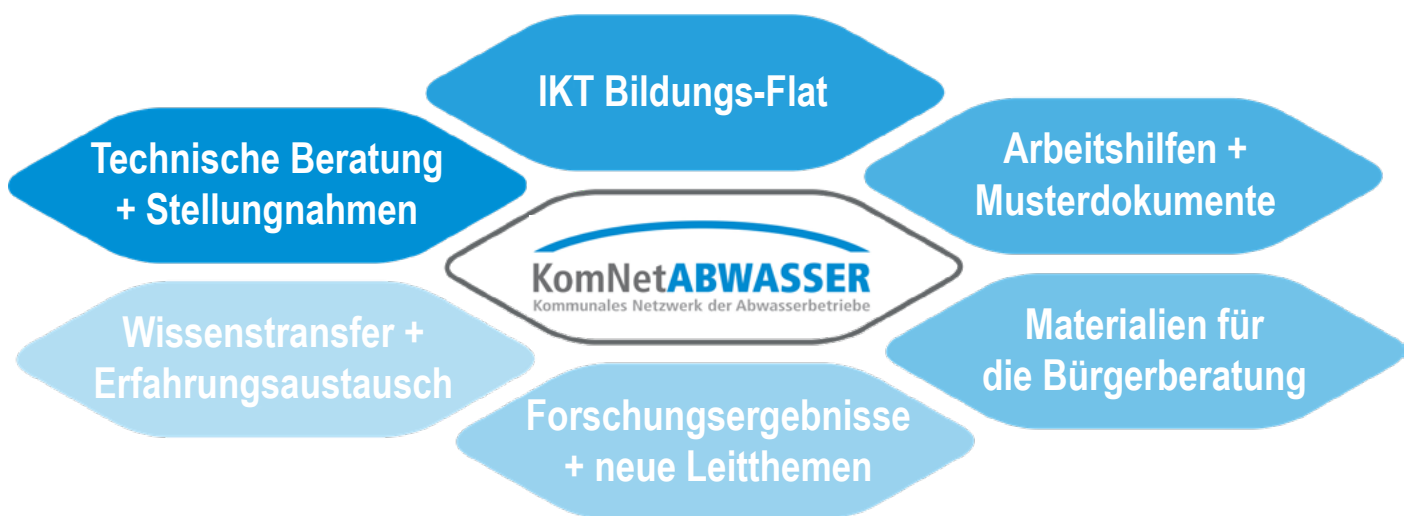 IKT Bildungs-Flat
Technische Beratung
+ Stellungnahmen
Arbeitshilfen +
Musterdokumente
KomNetABWASSER
Kommunales Netzwerk der Abwasserbetriebe
Wissenstransfer +
Erfahrungsaustausch
Materialien für
die Bürgerberatung
Forschungsergebnisse
+ neue Leitthemen